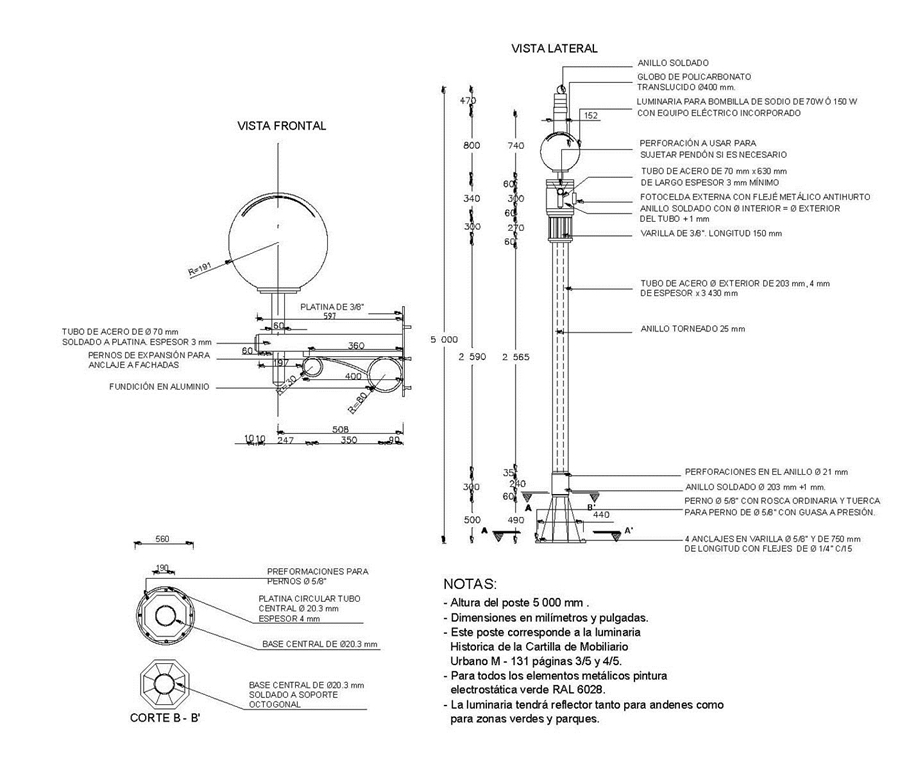 VISTA LATERAL
ANILLO SOLDADO
GLOBO DE POLICARBONATO
TRANSLUCIDO Ø400 mm.
LUMINARIA PARA BOMBILLA DE SODIO DE 70W Ó 150 W
CON EQUIPO ELÉCTRICO INCORPORADO
PERFORACIÓN A USAR PARA
SUJETAR PENDÓN SI ES NECESARIO
TUBO DE ACERO DE 70 mm x 630 mm
DE LARGO ESPESOR 3 mm MÍNIMO
FOTOCELDA EXTERNA CON FLEJÉ METÁLICO ANTIHURTO
ANILLO SOLDADO CON Ø INTERIOR = Ø EXTERIOR
DEL TUBO + 1 mm
VARILLA DE 3/8". LONGITUD 150 mm
TUBO DE ACERO Ø EXTERIOR DE 203 mm, 4 mm
DE ESPESOR x 3 430 mm
ANILLO TORNEADO 25 mm
PERFORACIONES EN EL ANILLO Ø 21 mm
ANILLO SOLDADO Ø 203 mm +1 mm.
PERNO Ø 5/8" CON ROSCA ORDINARIA Y TUERCA
PARA PERNO DE Ø 5/8" CON GUASA A PRESIÓN.
4 ANCLAJES EN VARILLA Ø 5/8" Y DE 750 mm
DE LONGITUD CON FLEJES DE Ø 1/4" C/15
470
152
800
740
60
340
300
60
300
270
60
5 000
2 590
2 565
35
300
240
60
A
B'
440
500
490
A
A'
VISTA FRONTAL
R=191
PLATINA DE 3/8"
597
60
TUBO DE ACERO DE Ø 70 mm
SOLDADO A PLATINA. ESPESOR 3 mm
360
60
PERNOS DE EXPANSIÓN PARA
ANCLAJE A FACHADAS
197
400
R=30
R=80
FUNDICIÓN EN ALUMINIO
508
10
10
247
350
90
560
190
PREFORMACIONES PARA
PERNOS Ø 5/8"
PLATINA CIRCULAR TUBO
CENTRAL Ø 20.3 mm
ESPESOR 4 mm
BASE CENTRAL DE Ø20.3 mm
BASE CENTRAL DE Ø20.3 mm
SOLDADO A SOPORTE
OCTOGONAL
CORTE B - B'
NOTAS:
- Altura del poste 5 000 mm .
- Dimensiones en milímetros y pulgadas.
- Este poste corresponde a la luminaria
Historica de la Cartilla de Mobiliario
Urbano M - 131 páginas 3/5 y 4/5.
- Para todos los elementos metálicos pintura
electrostática verde RAL 6028.
- La luminaria tendrá reflector tanto para andenes como
para zonas verdes y parques.